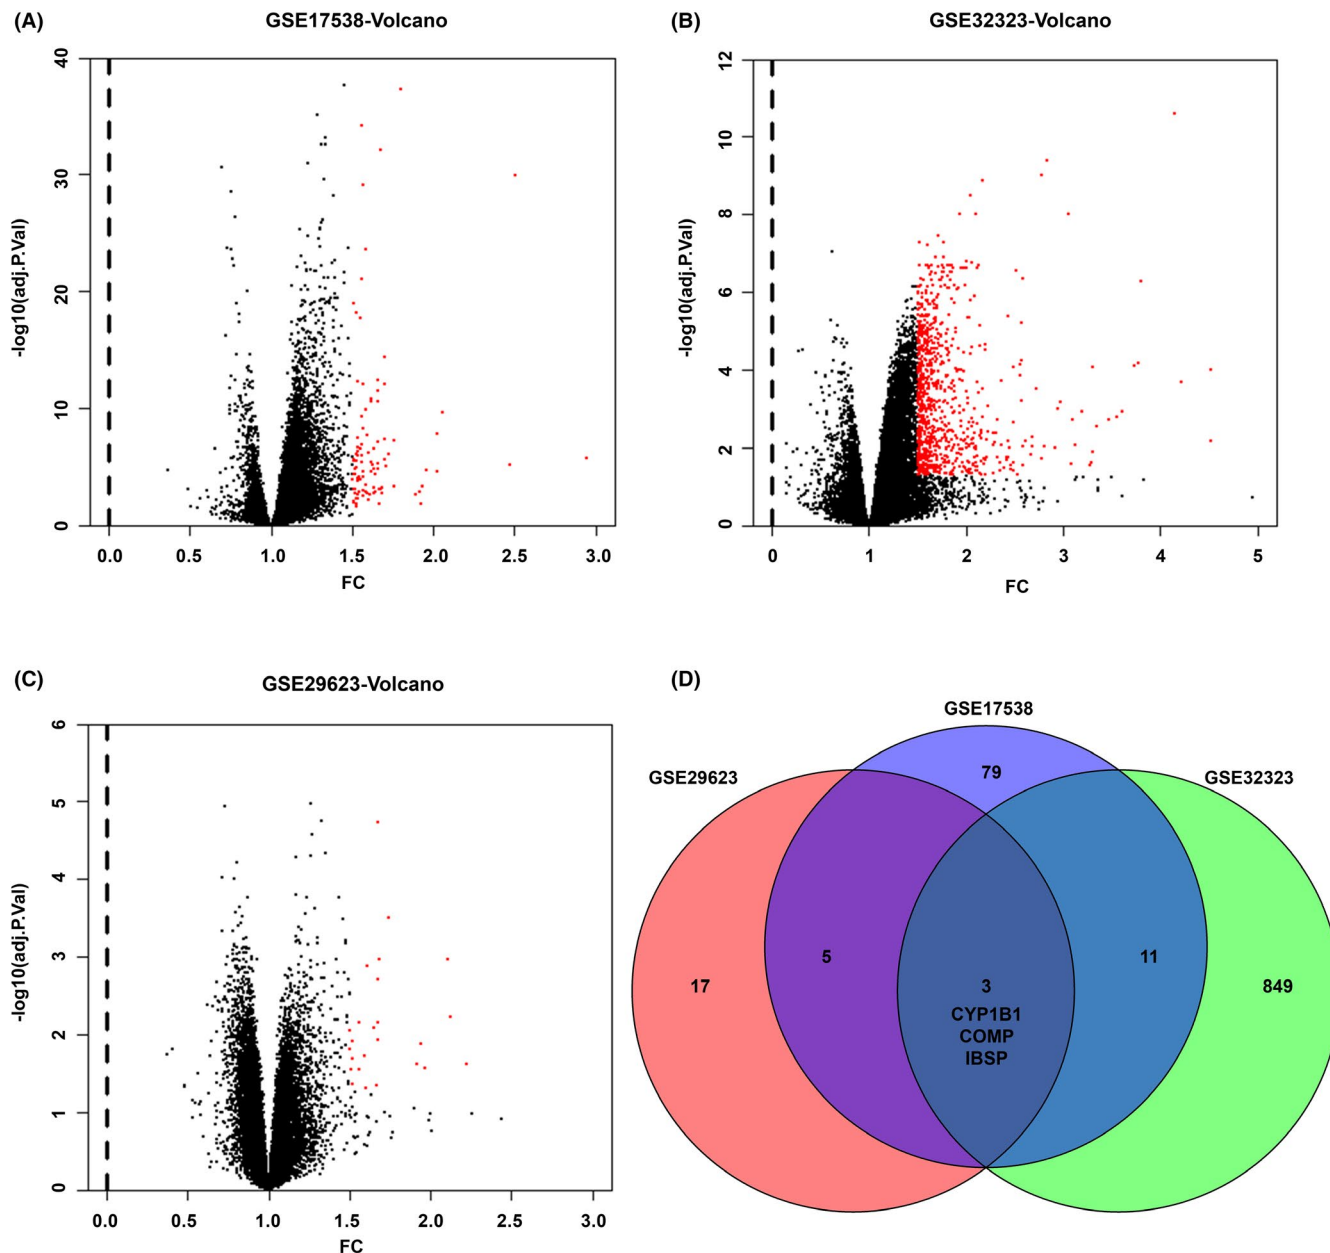 (A)
GSE17538-Volcano
40
30
20
10
0
-log10(adj.P.Val)
0.0 0.5 1.0 1.5 2.0 2.5 3.0
FC
(B)
GSE32323-Volcano
12
10
8
6
4
2
0
-log10(adj.P.Val)
0 1 2 3 4 5
FC
(C)
GSE29623-Volcano
6
5
4
3
2
1
0
-log10(adj.P.Val)
0.0 0.5 1.0 1.5 2.0 2.5 3.0
FC
(D)
GSE17538
GSE29623
GSE32323
79
5
11
17
3
849
CYP1B1
COMP
IBSP